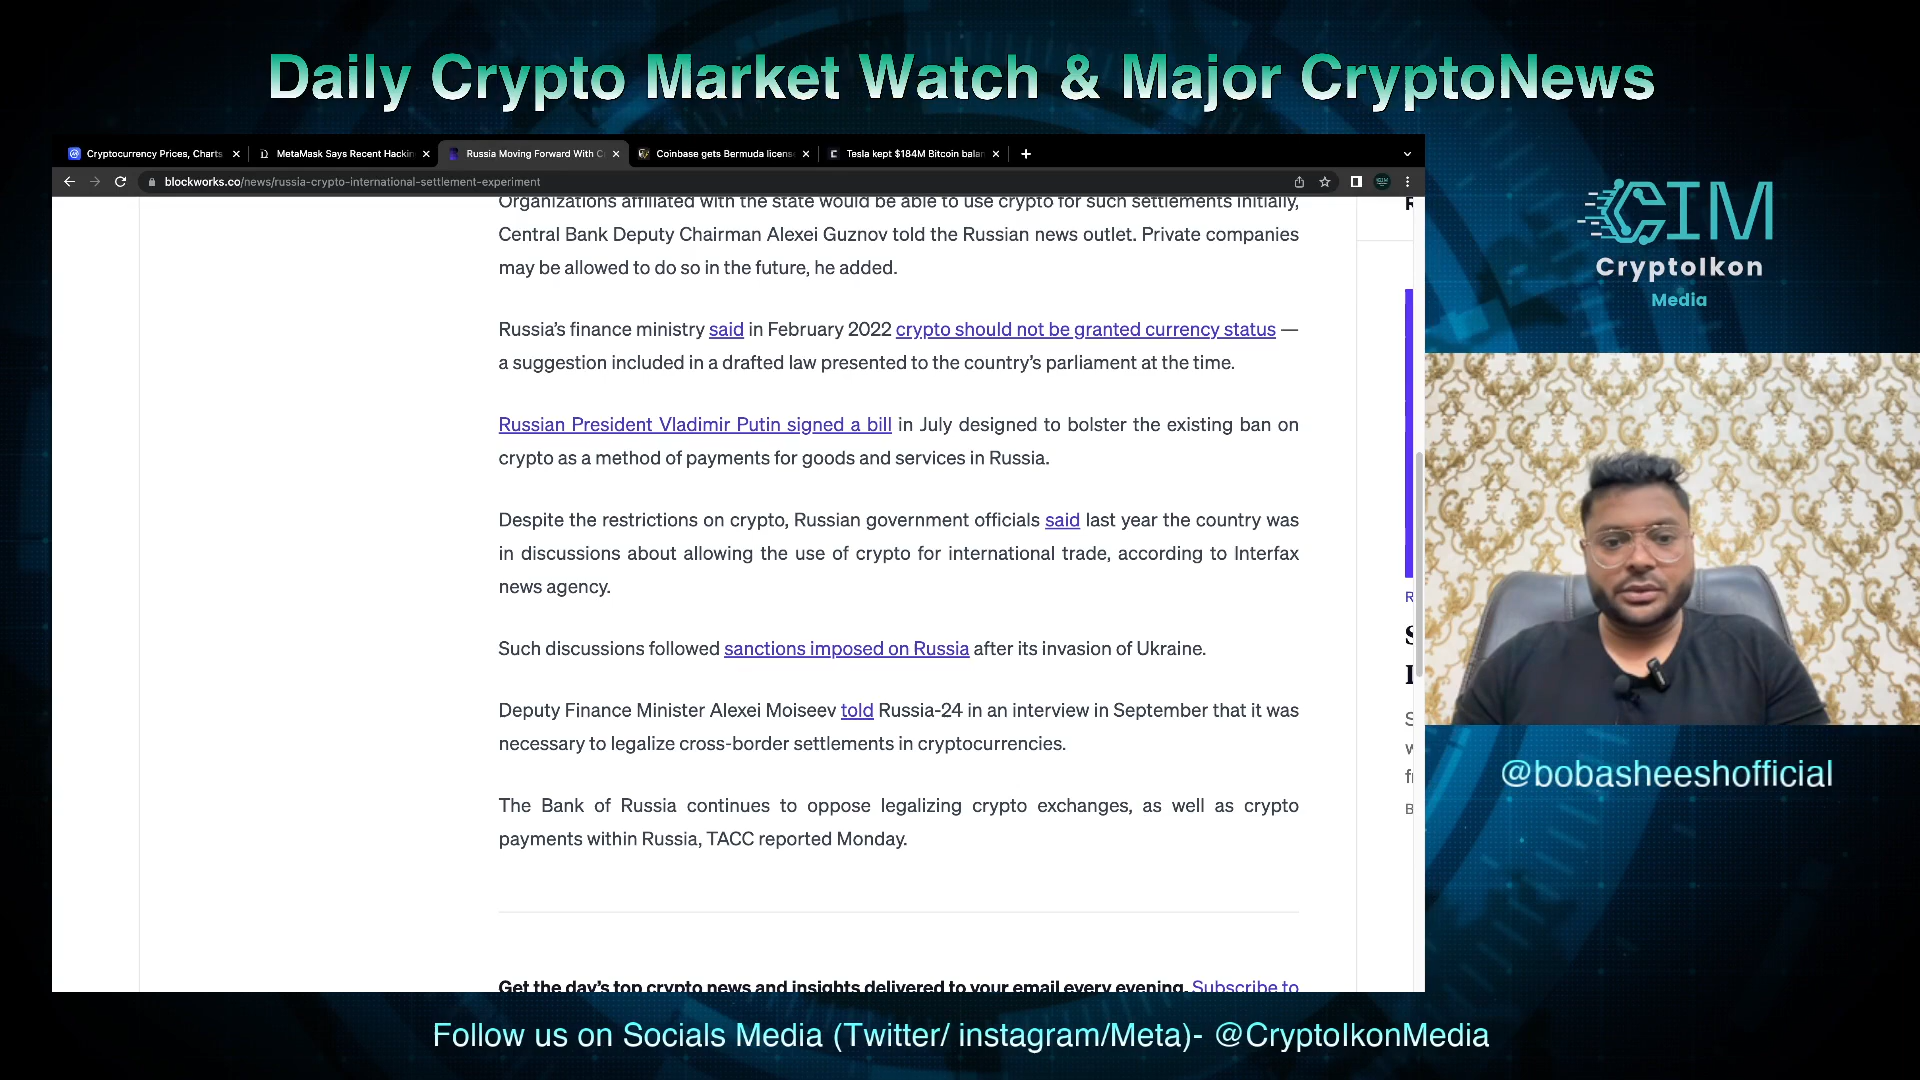 Daily Crypto Market Watch & Major CryptoNews
Cryptocurrency Prices, Charts
MetaMask Says Recent Hackin
Russia Moving Forward With C
Coinbase gets Bermuda licens
Tesla kept $184M Bitcoin balan
blockworks.co/news/russia-crypto-international-settlement-experiment
Organizations affiliated with the state would be able to use crypto for such settlements initially,
Central Bank Deputy Chairman Alexei Guznov told the Russian news outlet. Private companies
may be allowed to do so in the future, he added.
Russia's finance ministry said in February 2022 crypto should not be granted currency status —
a suggestion included in a drafted law presented to the country's parliament at the time.
Russian President Vladimir Putin signed a bill in July designed to bolster the existing ban on
crypto as a method of payments for goods and services in Russia.
Despite the restrictions on crypto, Russian government officials said last year the country was
in discussions about allowing the use of crypto for international trade, according to Interfax
news agency.
Such discussions followed sanctions imposed on Russia after its invasion of Ukraine.
Deputy Finance Minister Alexei Moiseev told Russia-24 in an interview in September that it was
necessary to legalize cross-border settlements in cryptocurrencies.
The Bank of Russia continues to oppose legalizing crypto exchanges, as well as crypto
payments within Russia, TACC reported Monday.
Get the day's top crypto news and insights delivered to your email every evening. Subscribe to
CIM
CryptoIkon
Media
@bobasheeshofficial
Follow us on Socials Media (Twitter/ instagram/Meta)- @CryptoIkonMedia